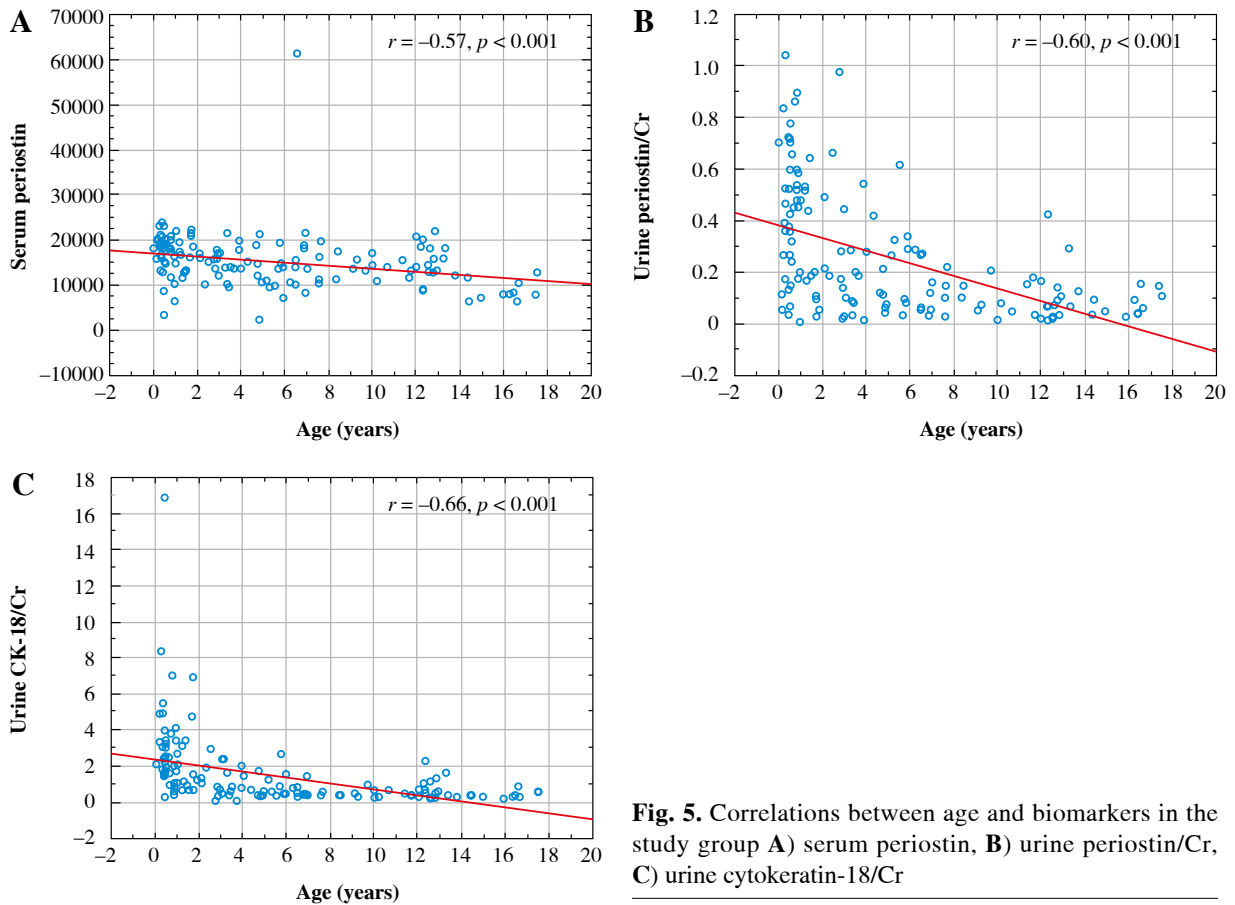 A
70000
60000
50000
40000
30000
20000
10000
0
−10000
Serum periostin
r = −0.57, p < 0.001
−2 0 2 4 6 8 10 12 14 16 18 20
Age (years)
B
1.2
1.0
0.8
0.6
0.4
0.2
0
−0.2
Urine periostin/Cr
r = −0.60, p < 0.001
−2 0 2 4 6 8 10 12 14 16 18 20
Age (years)
C
18
16
14
12
10
8
6
4
2
0
−2
Urine CK-18/Cr
r = −0.66, p < 0.001
−2 0 2 4 6 8 10 12 14 16 18 20
Age (years)
Fig. 5. Correlations between age and biomarkers in the
study group A) serum periostin, B) urine periostin/Cr,
C) urine cytokeratin-18/Cr